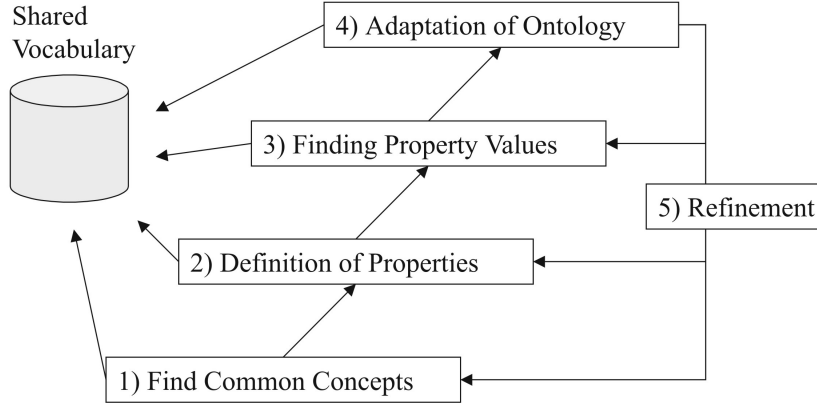 Shared
Vocabulary
4) Adaptation of Ontology
3) Finding Property Values
5) Refinement
2) Definition of Properties
1) Find Common Concepts